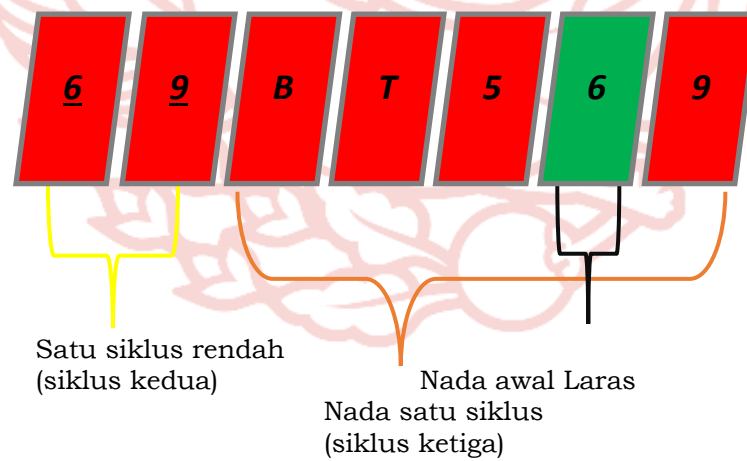 6 9 B T 5 6 9
Satu siklus rendah
(siklus kedua)
Nada awal Laras
Nada satu siklus
(siklus ketiga)